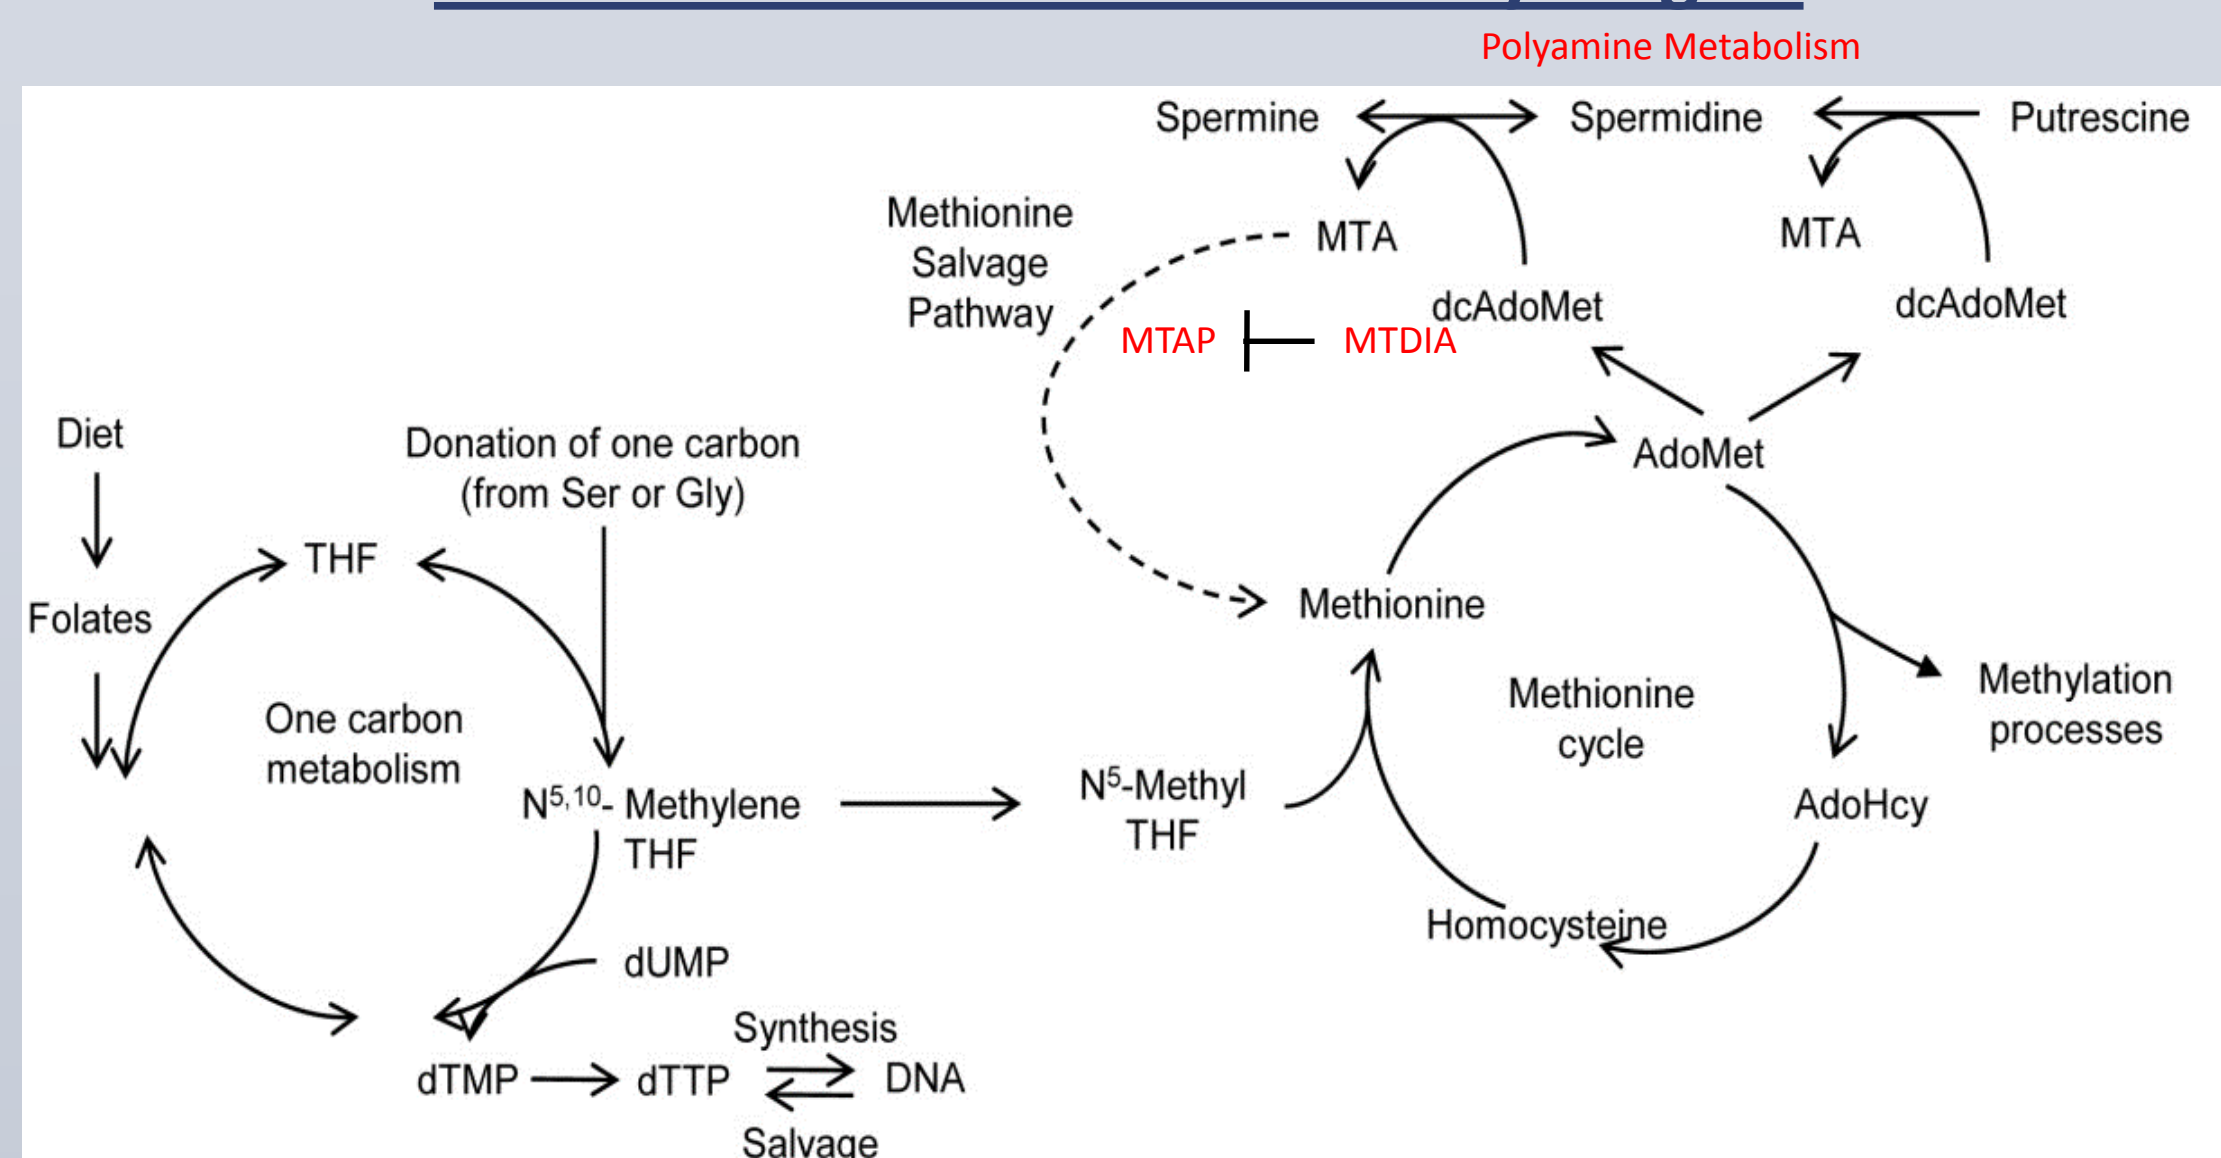 Polyamine Metabolism
Spermine
Spermidine
Putrescine
Methionine
Salvage
Pathway
MTA
MTA
dcAdoMet
dcAdoMet
MTAP
MTDIA
Diet
Donation of one carbon
(from Ser or Gly)
AdoMet
THF
Folates
Methionine
One carbon
metabolism
Methionine
cycle
Methylation
processes
N5,10- Methylene
THF
N5-Methyl
THF
AdoHcy
Homocysteine
dUMP
Synthesis
dTMP
dTTP
DNA
Salvage